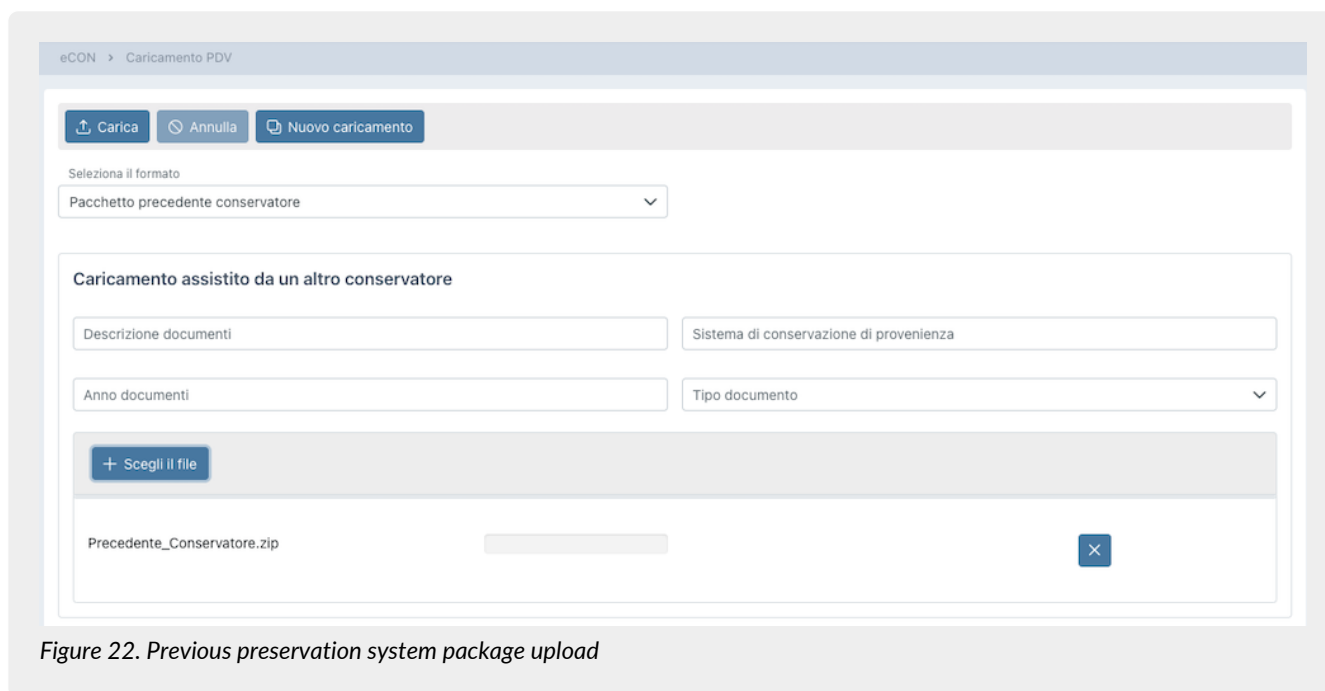 eCON > Caricamento PDV
Carica Annulla Nuovo caricamento
Seleziona il formato
Pacchetto precedente conservatore
Caricamento assistito da un altro conservatore
Descrizione documenti Sistema di conservazione di provenienza
Anno documenti Tipo documento
+ Scegli il file
Precedente_Conservatore.zip
Figure 22. Previous preservation system package upload